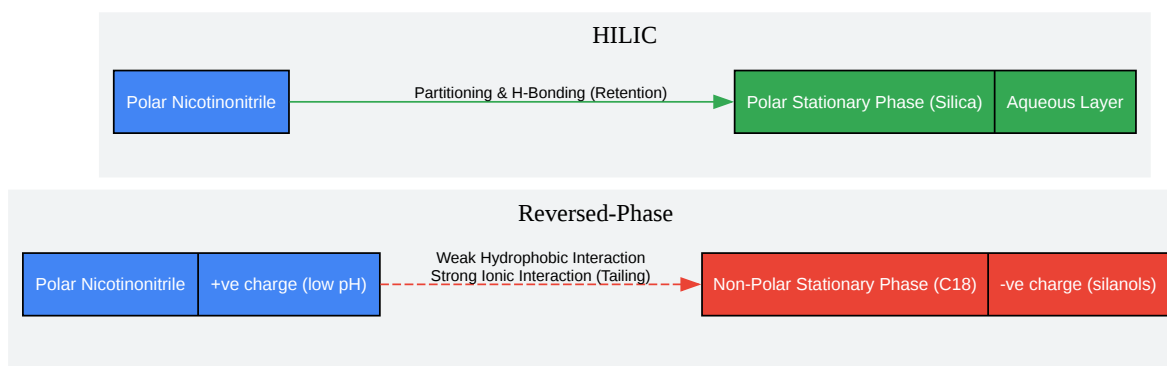 HILIC
Polar Nicotinonitrile
Partitioning & H-Bonding (Retention)
Polar Stationary Phase (Silica)
Aqueous Layer
Reversed-Phase
Polar Nicotinonitrile
+ve charge (low pH)
Weak Hydrophobic Interaction
Strong Ionic Interaction (Tailing)
Non-Polar Stationary Phase (C18)
-ve charge (silanols)